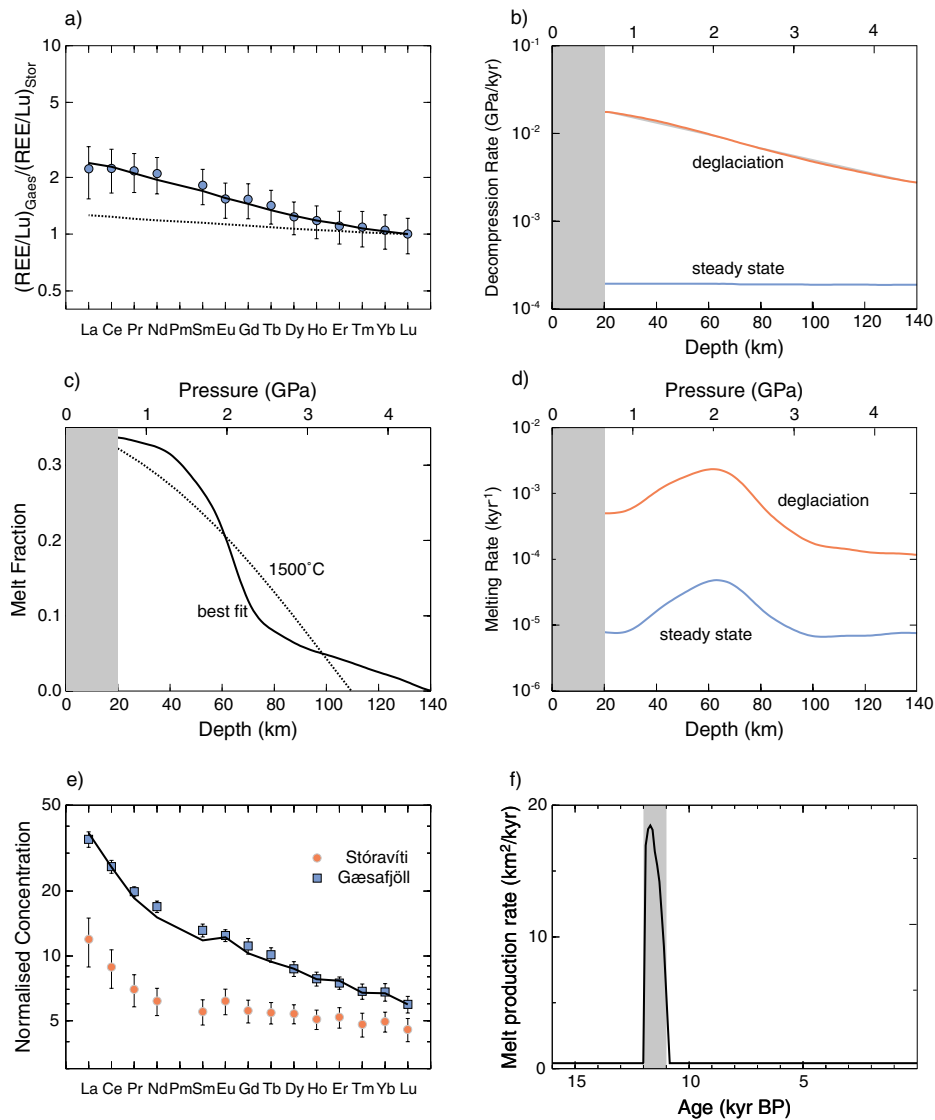 a)
10
5
2
1
0.5
(REE/Lu)Gaes/(REE/Lu)Stor
La Ce Pr Nd Pm Sm Eu Gd Tb Dy Ho Er Tm Yb Lu
b)
0 1 2 3 4
10⁻¹
10⁻²
10⁻³
10⁻⁴
Decompression Rate (GPa/kyr)
deglaciation
steady state
0 20 40 60 80 100 120 140
Depth (km)
c)
Pressure (GPa)
0 1 2 3 4
0.3
0.2
0.1
0.0
Melt Fraction
1500˚C
best fit
0 20 40 60 80 100 120 140
Depth (km)
d)
Pressure (GPa)
0 1 2 3 4
10⁻²
10⁻³
10⁻⁴
10⁻⁵
10⁻⁶
Melting Rate (kyr⁻¹)
deglaciation
steady state
0 20 40 60 80 100 120 140
Depth (km)
e)
50
20
10
5
Normalised Concentration
Stóravíti
Gæsafjöll
La Ce Pr Nd Pm Sm Eu Gd Tb Dy Ho Er Tm Yb Lu
f)
20
10
0
Melt production rate (km²/kyr)
15 10 5
Age (kyr BP)